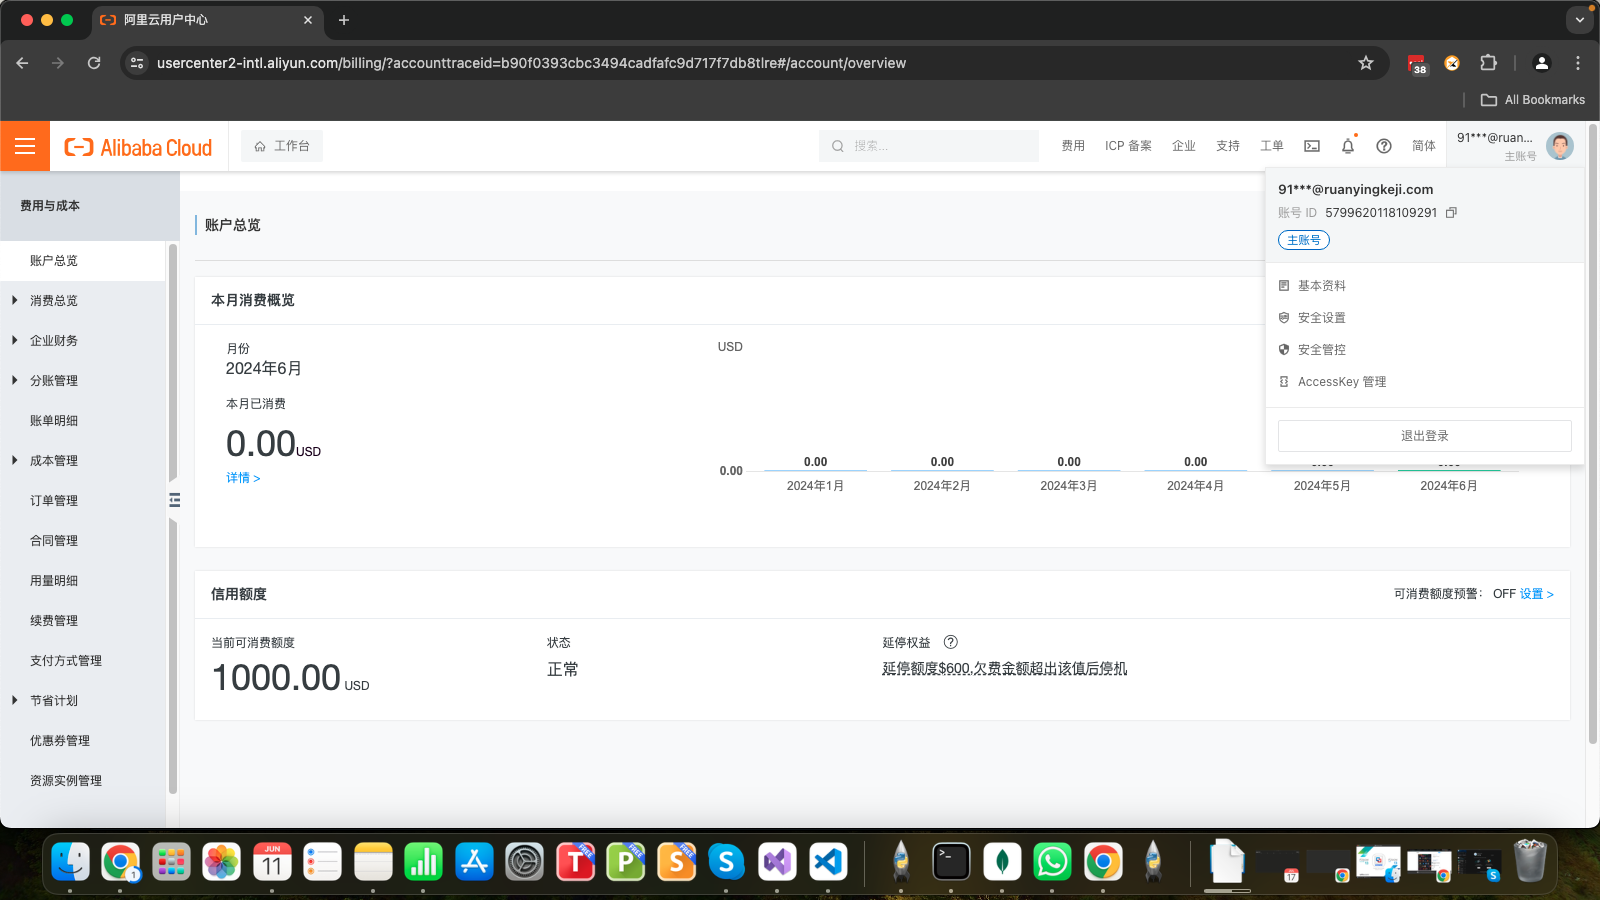 阿里云用户中心
usercenter2-intl.aliyun.com/billing/?accounttraceid=b90f0393cbc3494cadfafc9d717f7db8tlre#/account/overview
38
All Bookmarks
Alibaba Cloud
工作台
搜索...
费用
ICP 备案
企业
支持
工单
简体
91***@ruan...
主账号
91***@ruanyingkeji.com
账号 ID 5799620118109291
主账号
基本资料
安全设置
安全管控
AccessKey 管理
退出登录
费用与成本
账户总览
消费总览
企业财务
分账管理
账单明细
成本管理
订单管理
合同管理
用量明细
续费管理
支付方式管理
节省计划
优惠券管理
资源实例管理
账户总览
本月消费概览
月份
2024年6月
本月已消费
0.00USD
详情 >
USD
0.00
0.00
0.00
0.00
0.00
2024年1月
2024年2月
2024年3月
2024年4月
2024年5月
2024年6月
信用额度
可消费额度预警： OFF 设置 >
当前可消费额度
1000.00 USD
状态
正常
延停权益
延停额度$600,欠费金额超出该值后停机
1
JUN
11
T
FREE
P
FREE
S
FREE
S
17
S